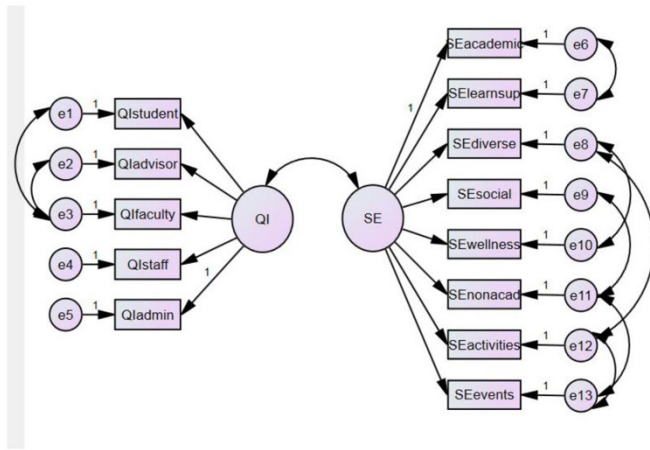 e1 1 QIstudent
e2 1 QIadvisor
e3 1 QIfaculty
e4 1 QIstaff
e5 1 QIadmin
1
QI
SE
1
SEacademic 1 e6
SElearnsup 1 e7
SEdiverse 1 e8
SEsocial 1 e9
SEwellness 1 e10
SEnonacad 1 e11
SEactivities 1 e12
SEevents 1 e13